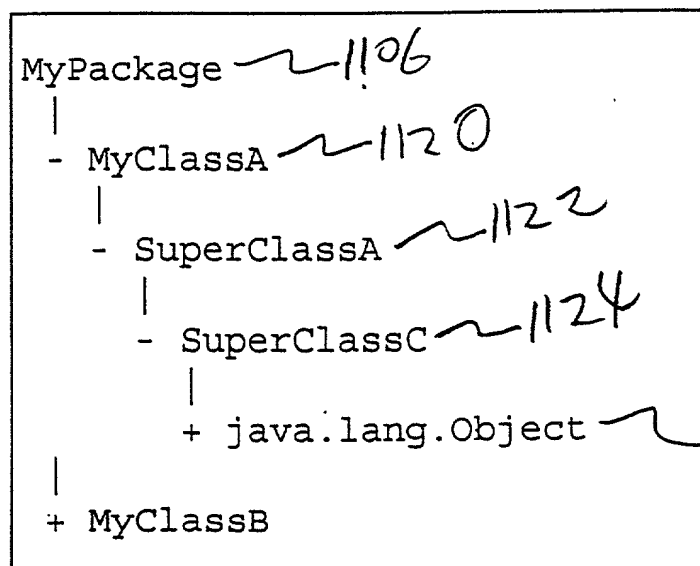 MyPackage 1106
|
- MyClassA 1120
|
- SuperClassA 1122
|
- SuperClassC 1124
|
+ java.lang.Object
|
+ MyClassB